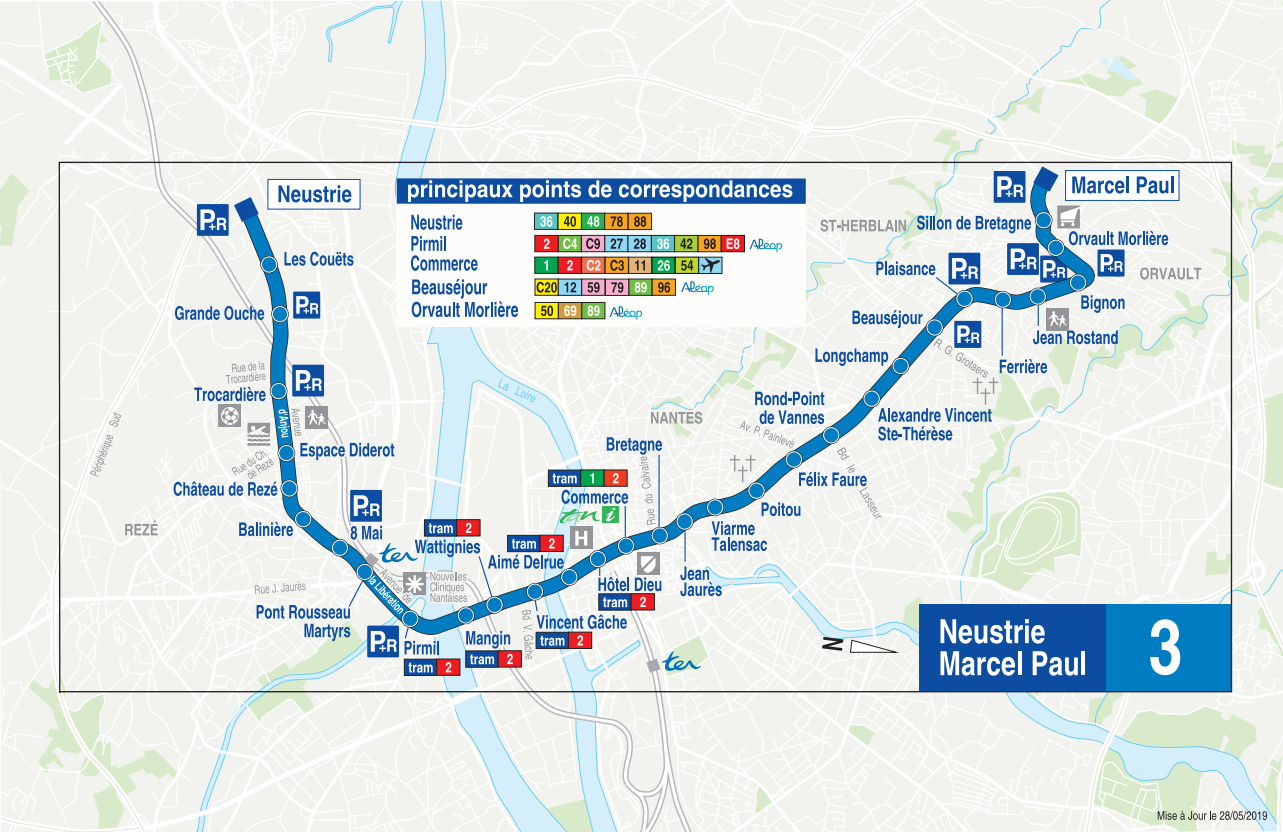 Neustrie
P+R
Les Couëts
Grande Ouche
P+R
Rue de la
Trocardière
Trocardière
P+R
Avenue
d'Anjou
Rue du Ch.
de Rezé
Espace Diderot
Château de Rezé
Périphérique Sud
REZÉ
Balinière
P+R
8 Mai
ter
Rue J. Jaurès
Pont Rousseau
Martyrs
Avenue de
la Libération
Nouvelles
Cliniques
Nantaises
P+R
Pirmil
tram 2
Mangin
tram 2
tram 2
Wattignies
Bd V. Gâche
Vincent Gâche
tram 2
tram 2
Aimé Delrue
H
Hôtel Dieu
tram 2
tram 1 2
Commerce
tan i
Rue du Calvaire
Bretagne
Jean
Jaurès
ter
La Loire
NANTES
Viarme
Talensac
Poitou
Av. P. Painlevé
Félix Faure
Bd le Lasseur
Rond-Point
de Vannes
Alexandre Vincent
Ste-Thérèse
Longchamp
R. G. Grotaers
Beauséjour
P+R
Plaisance
P+R
Ferrière
Jean Rostand
P+R
P+R
Bignon
P+R
ORVAULT
Orvault Morlière
Sillon de Bretagne
ST-HERBLAIN
P+R
Marcel Paul
principaux points de correspondances
Neustrie 36 40 48 78 88
Pirmil 2 C4 C9 27 28 36 42 98 E8 Aléop
Commerce 1 2 C2 C3 11 26 54
Beauséjour C20 12 59 79 89 96 Aléop
Orvault Morlière 50 69 89 Aléop
N
Neustrie
Marcel Paul
3
Mise à Jour le 28/05/2019